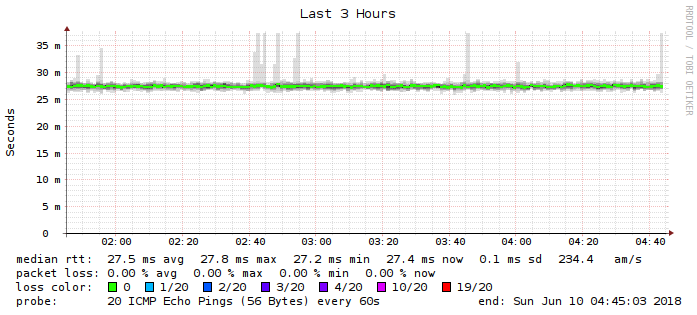 Last 3 Hours
RRDTOOL / TOBI OETIKER
Seconds
35 m
30 m
25 m
20 m
15 m
10 m
5 m
0
02:00 02:20 02:40 03:00 03:20 03:40 04:00 04:20 04:40
median rtt: 27.5 ms avg 27.8 ms max 27.2 ms min 27.4 ms now 0.1 ms sd 234.4 am/s
packet loss: 0.00 % avg 0.00 % max 0.00 % min 0.00 % now
loss color: 0 1/20 2/20 3/20 4/20 10/20 19/20
probe: 20 ICMP Echo Pings (56 Bytes) every 60s end: Sun Jun 10 04:45:03 2018